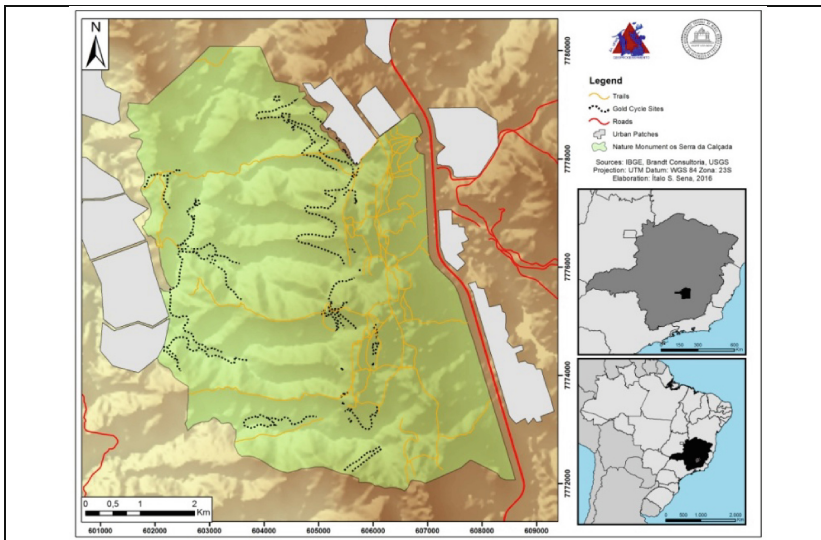 N
Legend
Trails
Gold Cycle Sites
Roads
Urban Patches
Nature Monument os Serra da Calçada
Sources: IBGE, Brandt Consultoria, USGS
Projection: UTM Datum: WGS 84 Zona: 23S
Elaboration: Ítalo S. Sena, 2016
7780000
7778000
7776000
7774000
7772000
0 0,5 1 2
Km
601000 602000 603000 604000 605000 606000 607000 608000 609000
0 150 300 600
Km
0 500 1.000 2.000
Km